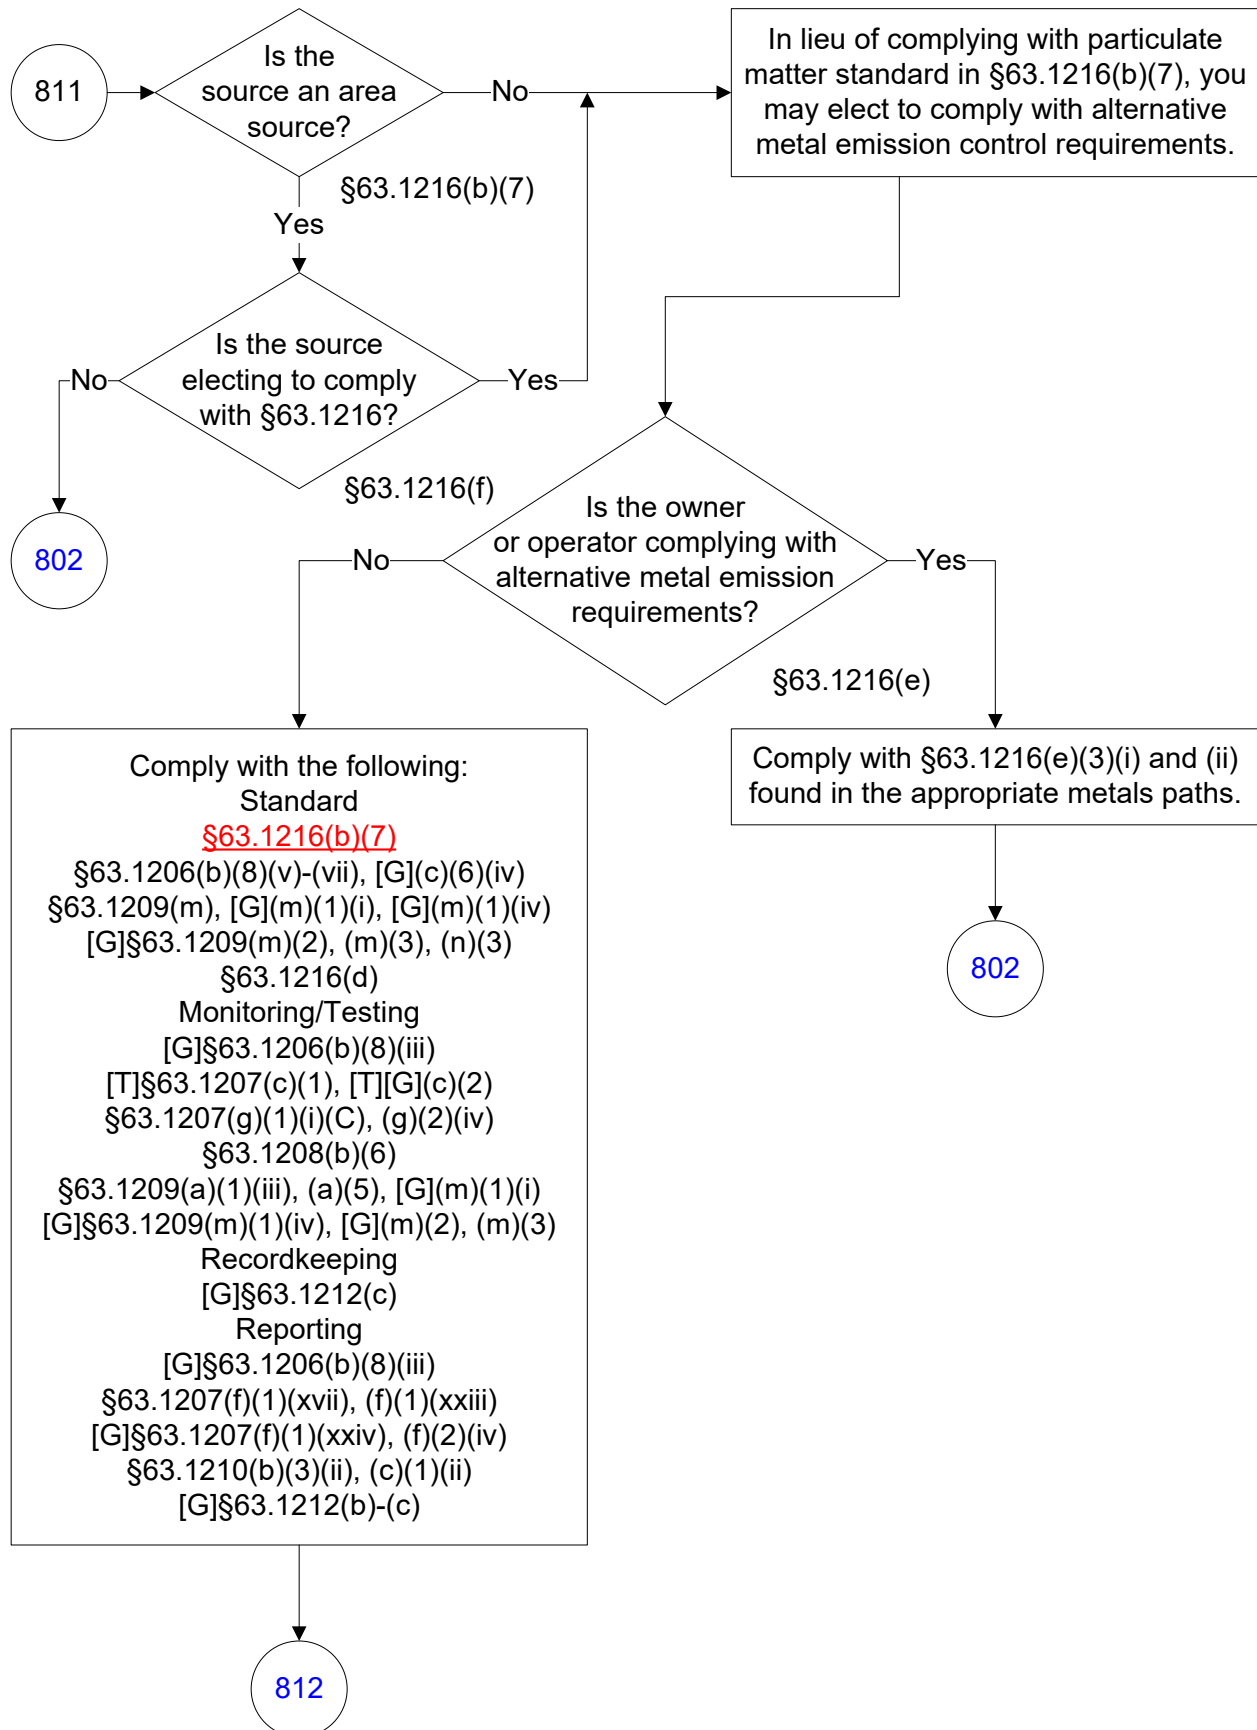 811
Is the
source an area
source?
No
In lieu of complying with particulate
matter standard in §63.1216(b)(7), you
may elect to comply with alternative
metal emission control requirements.
§63.1216(b)(7)
Yes
Is the source
electing to comply
with §63.1216?
No
Yes
§63.1216(f)
802
Is the owner
or operator complying with
alternative metal emission
requirements?
No
Yes
§63.1216(e)
Comply with the following:
Standard
§63.1216(b)(7)
§63.1206(b)(8)(v)-(vii), [G](c)(6)(iv)
§63.1209(m), [G](m)(1)(i), [G](m)(1)(iv)
[G]§63.1209(m)(2), (m)(3), (n)(3)
§63.1216(d)
Monitoring/Testing
[G]§63.1206(b)(8)(iii)
[T]§63.1207(c)(1), [T][G](c)(2)
§63.1207(g)(1)(i)(C), (g)(2)(iv)
§63.1208(b)(6)
§63.1209(a)(1)(iii), (a)(5), [G](m)(1)(i)
[G]§63.1209(m)(1)(iv), [G](m)(2), (m)(3)
Recordkeeping
[G]§63.1212(c)
Reporting
[G]§63.1206(b)(8)(iii)
§63.1207(f)(1)(xvii), (f)(1)(xxiii)
[G]§63.1207(f)(1)(xxiv), (f)(2)(iv)
§63.1210(b)(3)(ii), (c)(1)(ii)
[G]§63.1212(b)-(c)
Comply with §63.1216(e)(3)(i) and (ii)
found in the appropriate metals paths.
802
812